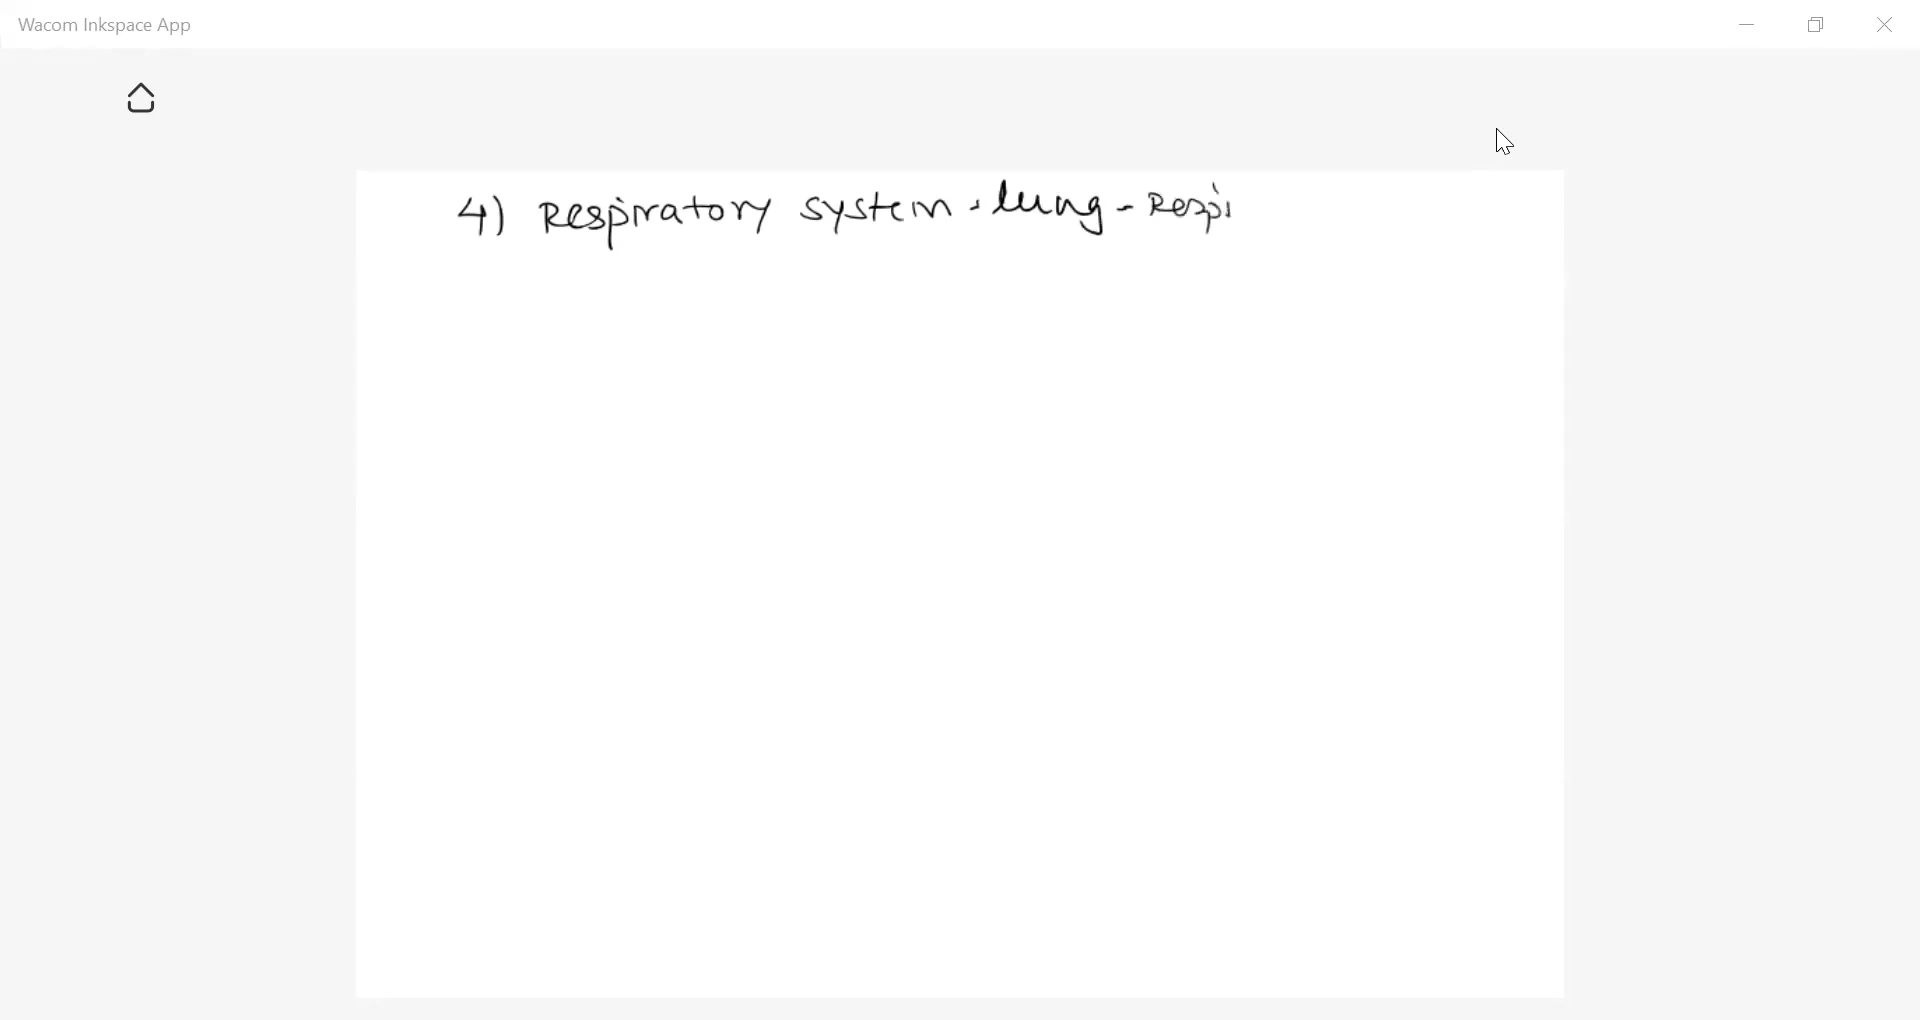 Wacom Inkspace App
4) Respiratory system - lung - Respi